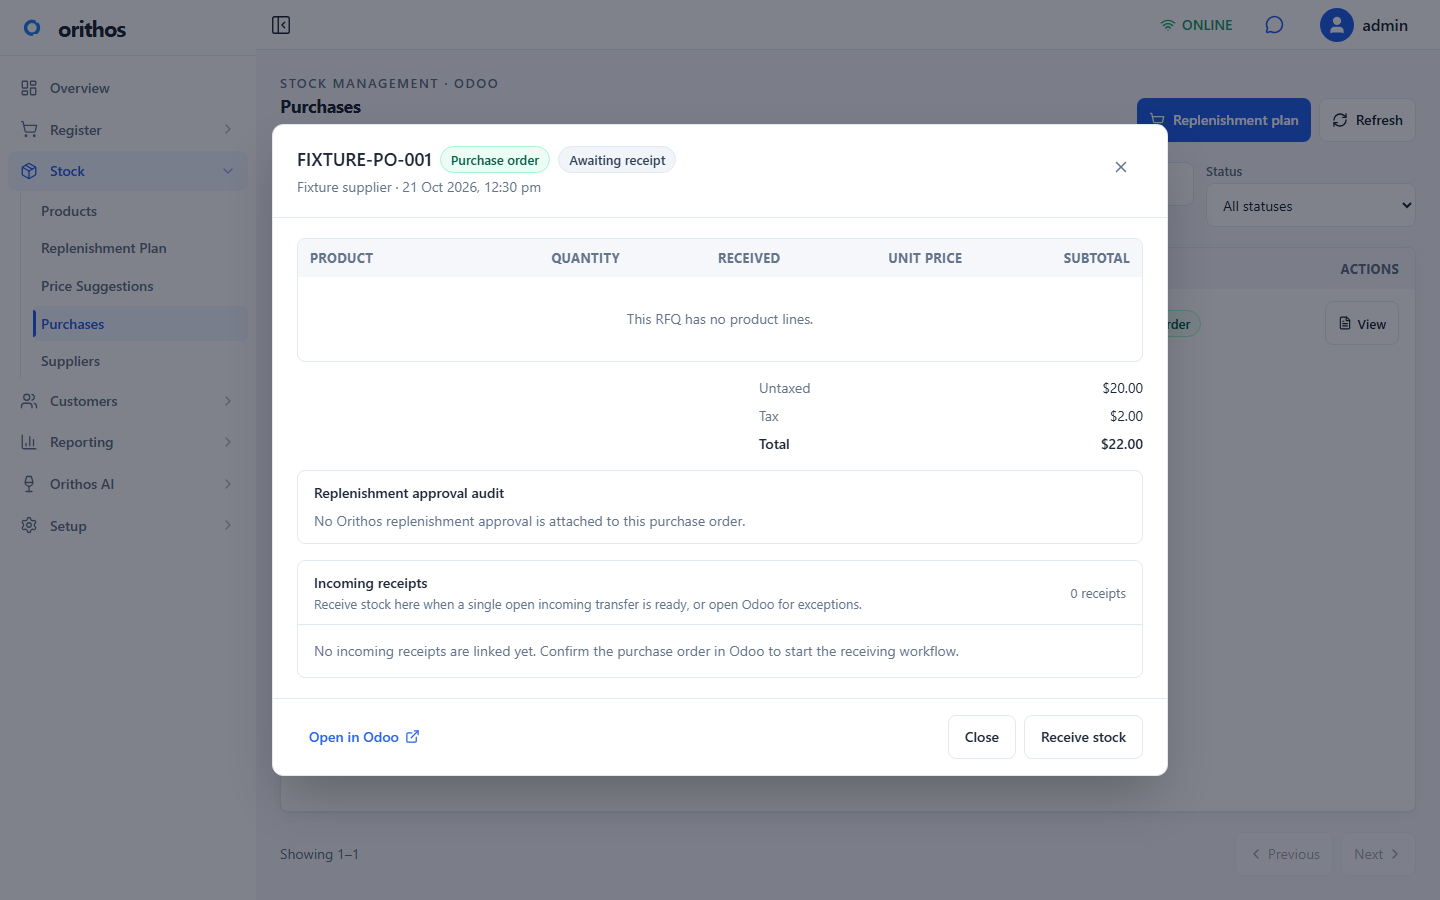 orithos
ONLINE
admin
Overview
Register
Stock
Products
Replenishment Plan
Price Suggestions
Purchases
Suppliers
Customers
Reporting
Orithos AI
Setup
STOCK MANAGEMENT · ODOO
Purchases
Replenishment plan
Refresh
Status
All statuses
ACTIONS
View
FIXTURE-PO-001 Purchase order Awaiting receipt
Fixture supplier · 21 Oct 2026, 12:30 pm
PRODUCT QUANTITY RECEIVED UNIT PRICE SUBTOTAL
This RFQ has no product lines.
Untaxed $20.00
Tax $2.00
Total $22.00
Replenishment approval audit
No Orithos replenishment approval is attached to this purchase order.
Incoming receipts
Receive stock here when a single open incoming transfer is ready, or open Odoo for exceptions.
0 receipts
No incoming receipts are linked yet. Confirm the purchase order in Odoo to start the receiving workflow.
Open in Odoo
Close
Receive stock
Showing 1–1
Previous
Next